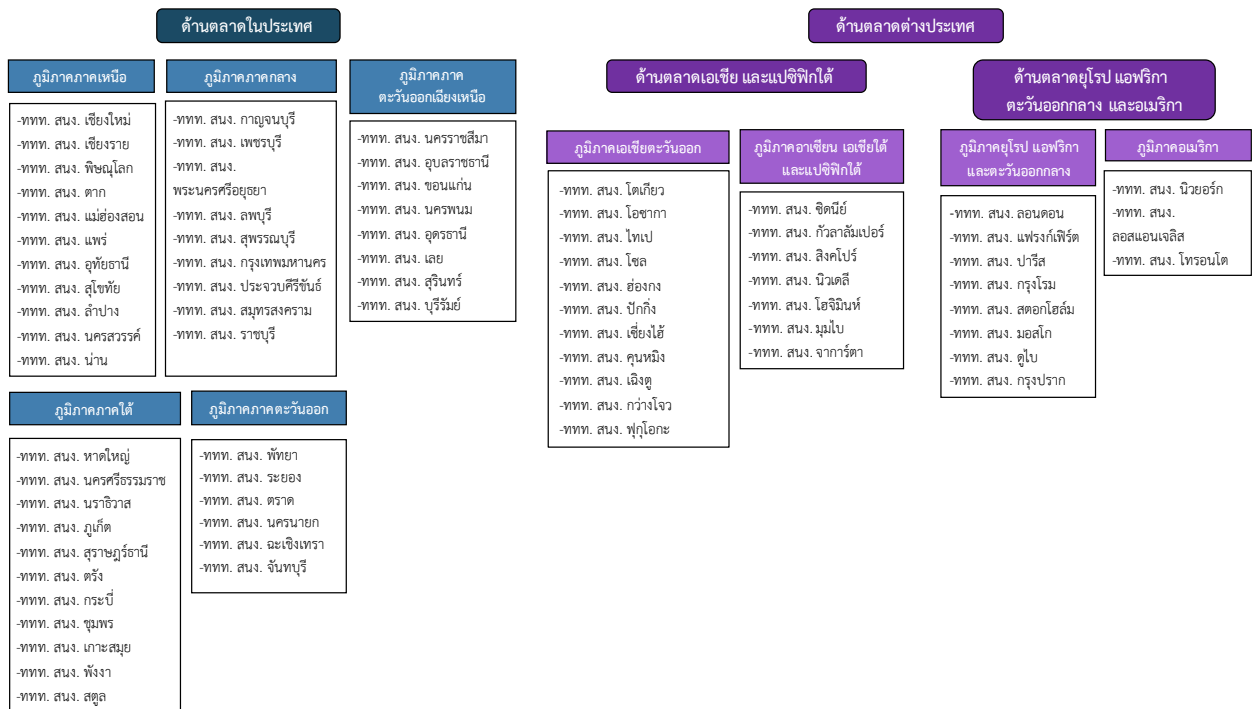 ด้านตลาดในประเทศ
ภูมิภาคภาคเหนือ
-ททท. สนง. เชียงใหม่
-ททท. สนง. เชียงราย
-ททท. สนง. พิษณุโลก
-ททท. สนง. ตาก
-ททท. สนง. แม่ฮ่องสอน
-ททท. สนง. แพร่
-ททท. สนง. อุทัยธานี
-ททท. สนง. สุโขทัย
-ททท. สนง. ลำปาง
-ททท. สนง. นครสวรรค์
-ททท. สนง. น่าน
ภูมิภาคภาคกลาง
-ททท. สนง. กาญจนบุรี
-ททท. สนง. เพชรบุรี
-ททท. สนง.
พระนครศรีอยุธยา
-ททท. สนง. ลพบุรี
-ททท. สนง. สุพรรณบุรี
-ททท. สนง. กรุงเทพมหานคร
-ททท. สนง. ประจวบคีรีขันธ์
-ททท. สนง. สมุทรสงคราม
-ททท. สนง. ราชบุรี
ภูมิภาคภาค
ตะวันออกเฉียงเหนือ
-ททท. สนง. นครราชสีมา
-ททท. สนง. อุบลราชธานี
-ททท. สนง. ขอนแก่น
-ททท. สนง. นครพนม
-ททท. สนง. อุดรธานี
-ททท. สนง. เลย
-ททท. สนง. สุรินทร์
-ททท. สนง. บุรีรัมย์
ภูมิภาคภาคใต้
-ททท. สนง. หาดใหญ่
-ททท. สนง. นครศรีธรรมราช
-ททท. สนง. นราธิวาส
-ททท. สนง. ภูเก็ต
-ททท. สนง. สุราษฎร์ธานี
-ททท. สนง. ตรัง
-ททท. สนง. กระบี่
-ททท. สนง. ชุมพร
-ททท. สนง. เกาะสมุย
-ททท. สนง. พังงา
-ททท. สนง. สตูล
ภูมิภาคภาคตะวันออก
-ททท. สนง. พัทยา
-ททท. สนง. ระยอง
-ททท. สนง. ตราด
-ททท. สนง. นครนายก
-ททท. สนง. ฉะเชิงเทรา
-ททท. สนง. จันทบุรี
ด้านตลาดต่างประเทศ
ด้านตลาดเอเชีย และแปซิฟิกใต้
ภูมิภาคเอเชียตะวันออก
-ททท. สนง. โตเกียว
-ททท. สนง. โอซากา
-ททท. สนง. ไทเป
-ททท. สนง. โซล
-ททท. สนง. ฮ่องกง
-ททท. สนง. ปักกิ่ง
-ททท. สนง. เซี่ยงไฮ้
-ททท. สนง. คุนหมิง
-ททท. สนง. เฉิงตู
-ททท. สนง. กว่างโจว
-ททท. สนง. ฟุกุโอกะ
ภูมิภาคอาเซียน เอเชียใต้
และแปซิฟิกใต้
-ททท. สนง. ซิดนีย์
-ททท. สนง. กัวลาลัมเปอร์
-ททท. สนง. สิงคโปร์
-ททท. สนง. นิวเดลี
-ททท. สนง. โฮจิมินห์
-ททท. สนง. มุมไบ
-ททท. สนง. จาการ์ตา
ด้านตลาดยุโรป แอฟริกา
ตะวันออกกลาง และอเมริกา
ภูมิภาคยุโรป แอฟริกา
และตะวันออกกลาง
-ททท. สนง. ลอนดอน
-ททท. สนง. แฟรงก์เฟิร์ต
-ททท. สนง. ปารีส
-ททท. สนง. กรุงโรม
-ททท. สนง. สตอกโฮล์ม
-ททท. สนง. มอสโก
-ททท. สนง. ดูไบ
-ททท. สนง. กรุงปราก
ภูมิภาคอเมริกา
-ททท. สนง. นิวยอร์ก
-ททท. สนง.
ลอสแอนเจลิส
-ททท. สนง. โทรอนโต